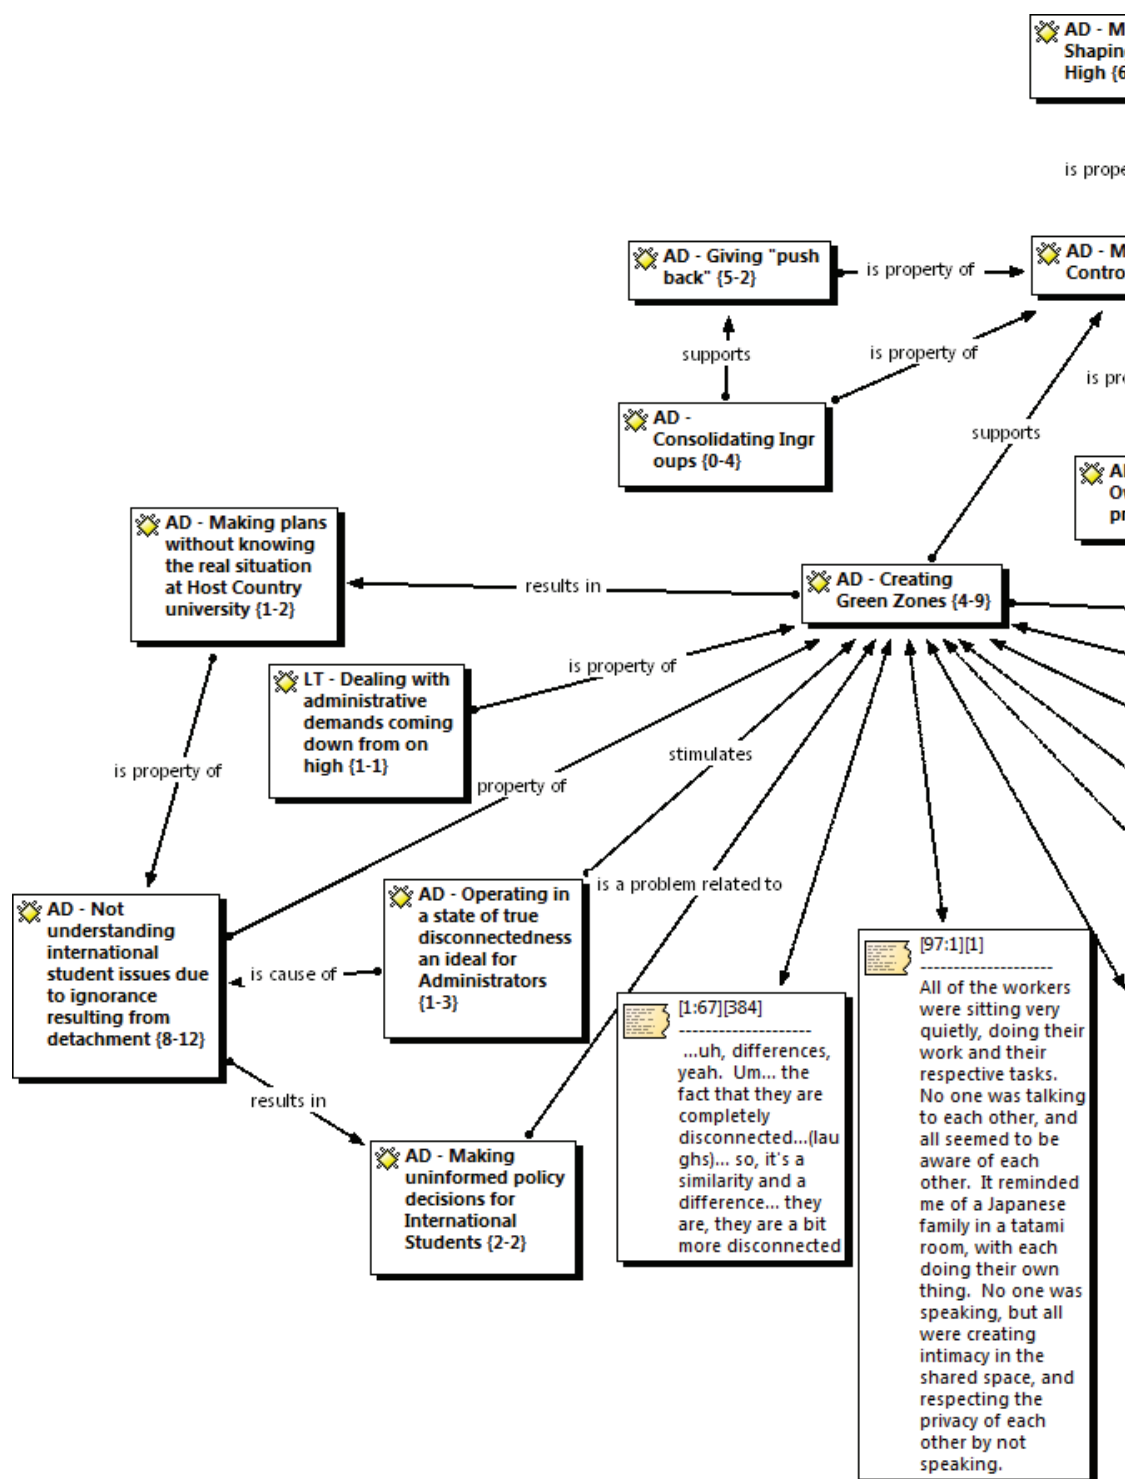 AD - M
Shapin
High {6
is prope
AD - Giving "push
back" {5-2}
is property of
AD - M
Contro
supports
is property of
is pro
AD -
Consolidating Ingr
oups {0-4}
supports
Ov
pr
AD - Making plans
without knowing
the real situation
at Host Country
university {1-2}
results in
AD - Creating
Green Zones {4-9}
LT - Dealing with
administrative
demands coming
down from on
high {1-1}
is property of
stimulates
is property of
property of
AD - Not
understanding
international
student issues due
to ignorance
resulting from
detachment {8-12}
is cause of
AD - Operating in
a state of true
disconnectedness
an ideal for
Administrators
{1-3}
is a problem related to
results in
AD - Making
uninformed policy
decisions for
International
Students {2-2}
[1:67][384]
--------------------
...uh, differences,
yeah. Um... the
fact that they are
completely
disconnected...(lau
ghs)... so, it's a
similarity and a
difference... they
are, they are a bit
more disconnected
[97:1][1]
--------------------
All of the workers
were sitting very
quietly, doing their
work and their
respective tasks.
No one was talking
to each other, and
all seemed to be
aware of each
other. It reminded
me of a Japanese
family in a tatami
room, with each
doing their own
thing. No one was
speaking, but all
were creating
intimacy in the
shared space, and
respecting the
privacy of each
other by not
speaking.